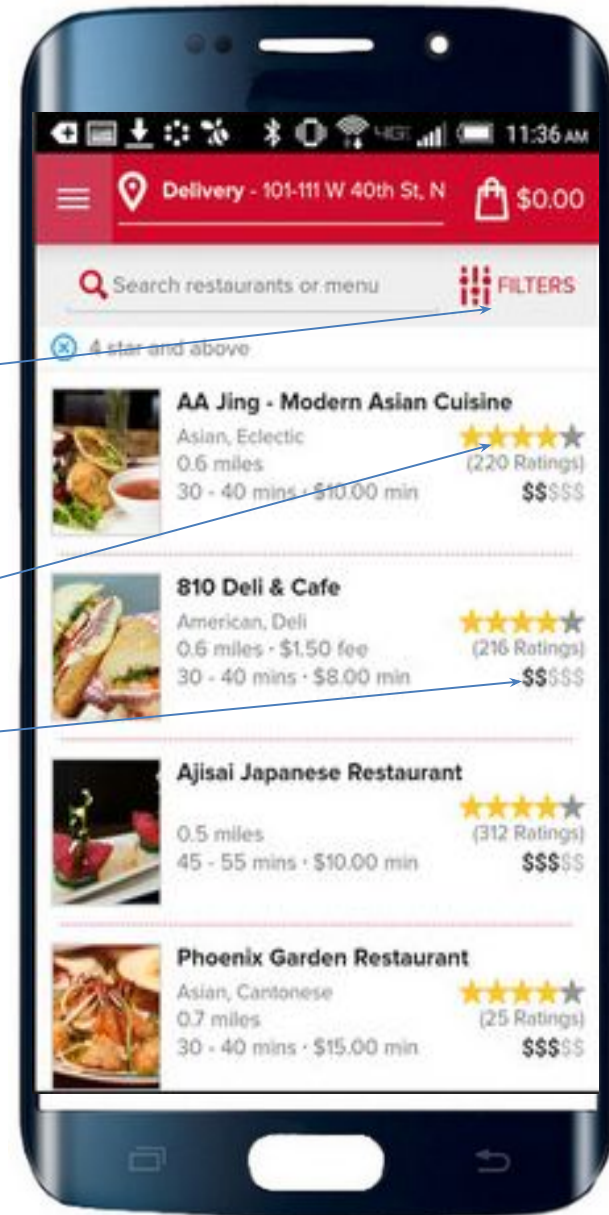 4G LTE 11:36 AM
Delivery - 101-111 W 40th St, N $0.00
Search restaurants or menu FILTERS
4 star and above
AA Jing - Modern Asian Cuisine
Asian, Eclectic
0.6 miles (220 Ratings)
30 - 40 mins · $10.00 min $$$$$
810 Deli & Cafe
American, Deli
0.6 miles · $1.50 fee (216 Ratings)
30 - 40 mins · $8.00 min $$$$$
Ajisai Japanese Restaurant
0.5 miles (312 Ratings)
45 - 55 mins · $10.00 min $$$$$
Phoenix Garden Restaurant
Asian, Cantonese
0.7 miles (25 Ratings)
30 - 40 mins · $15.00 min $$$$$